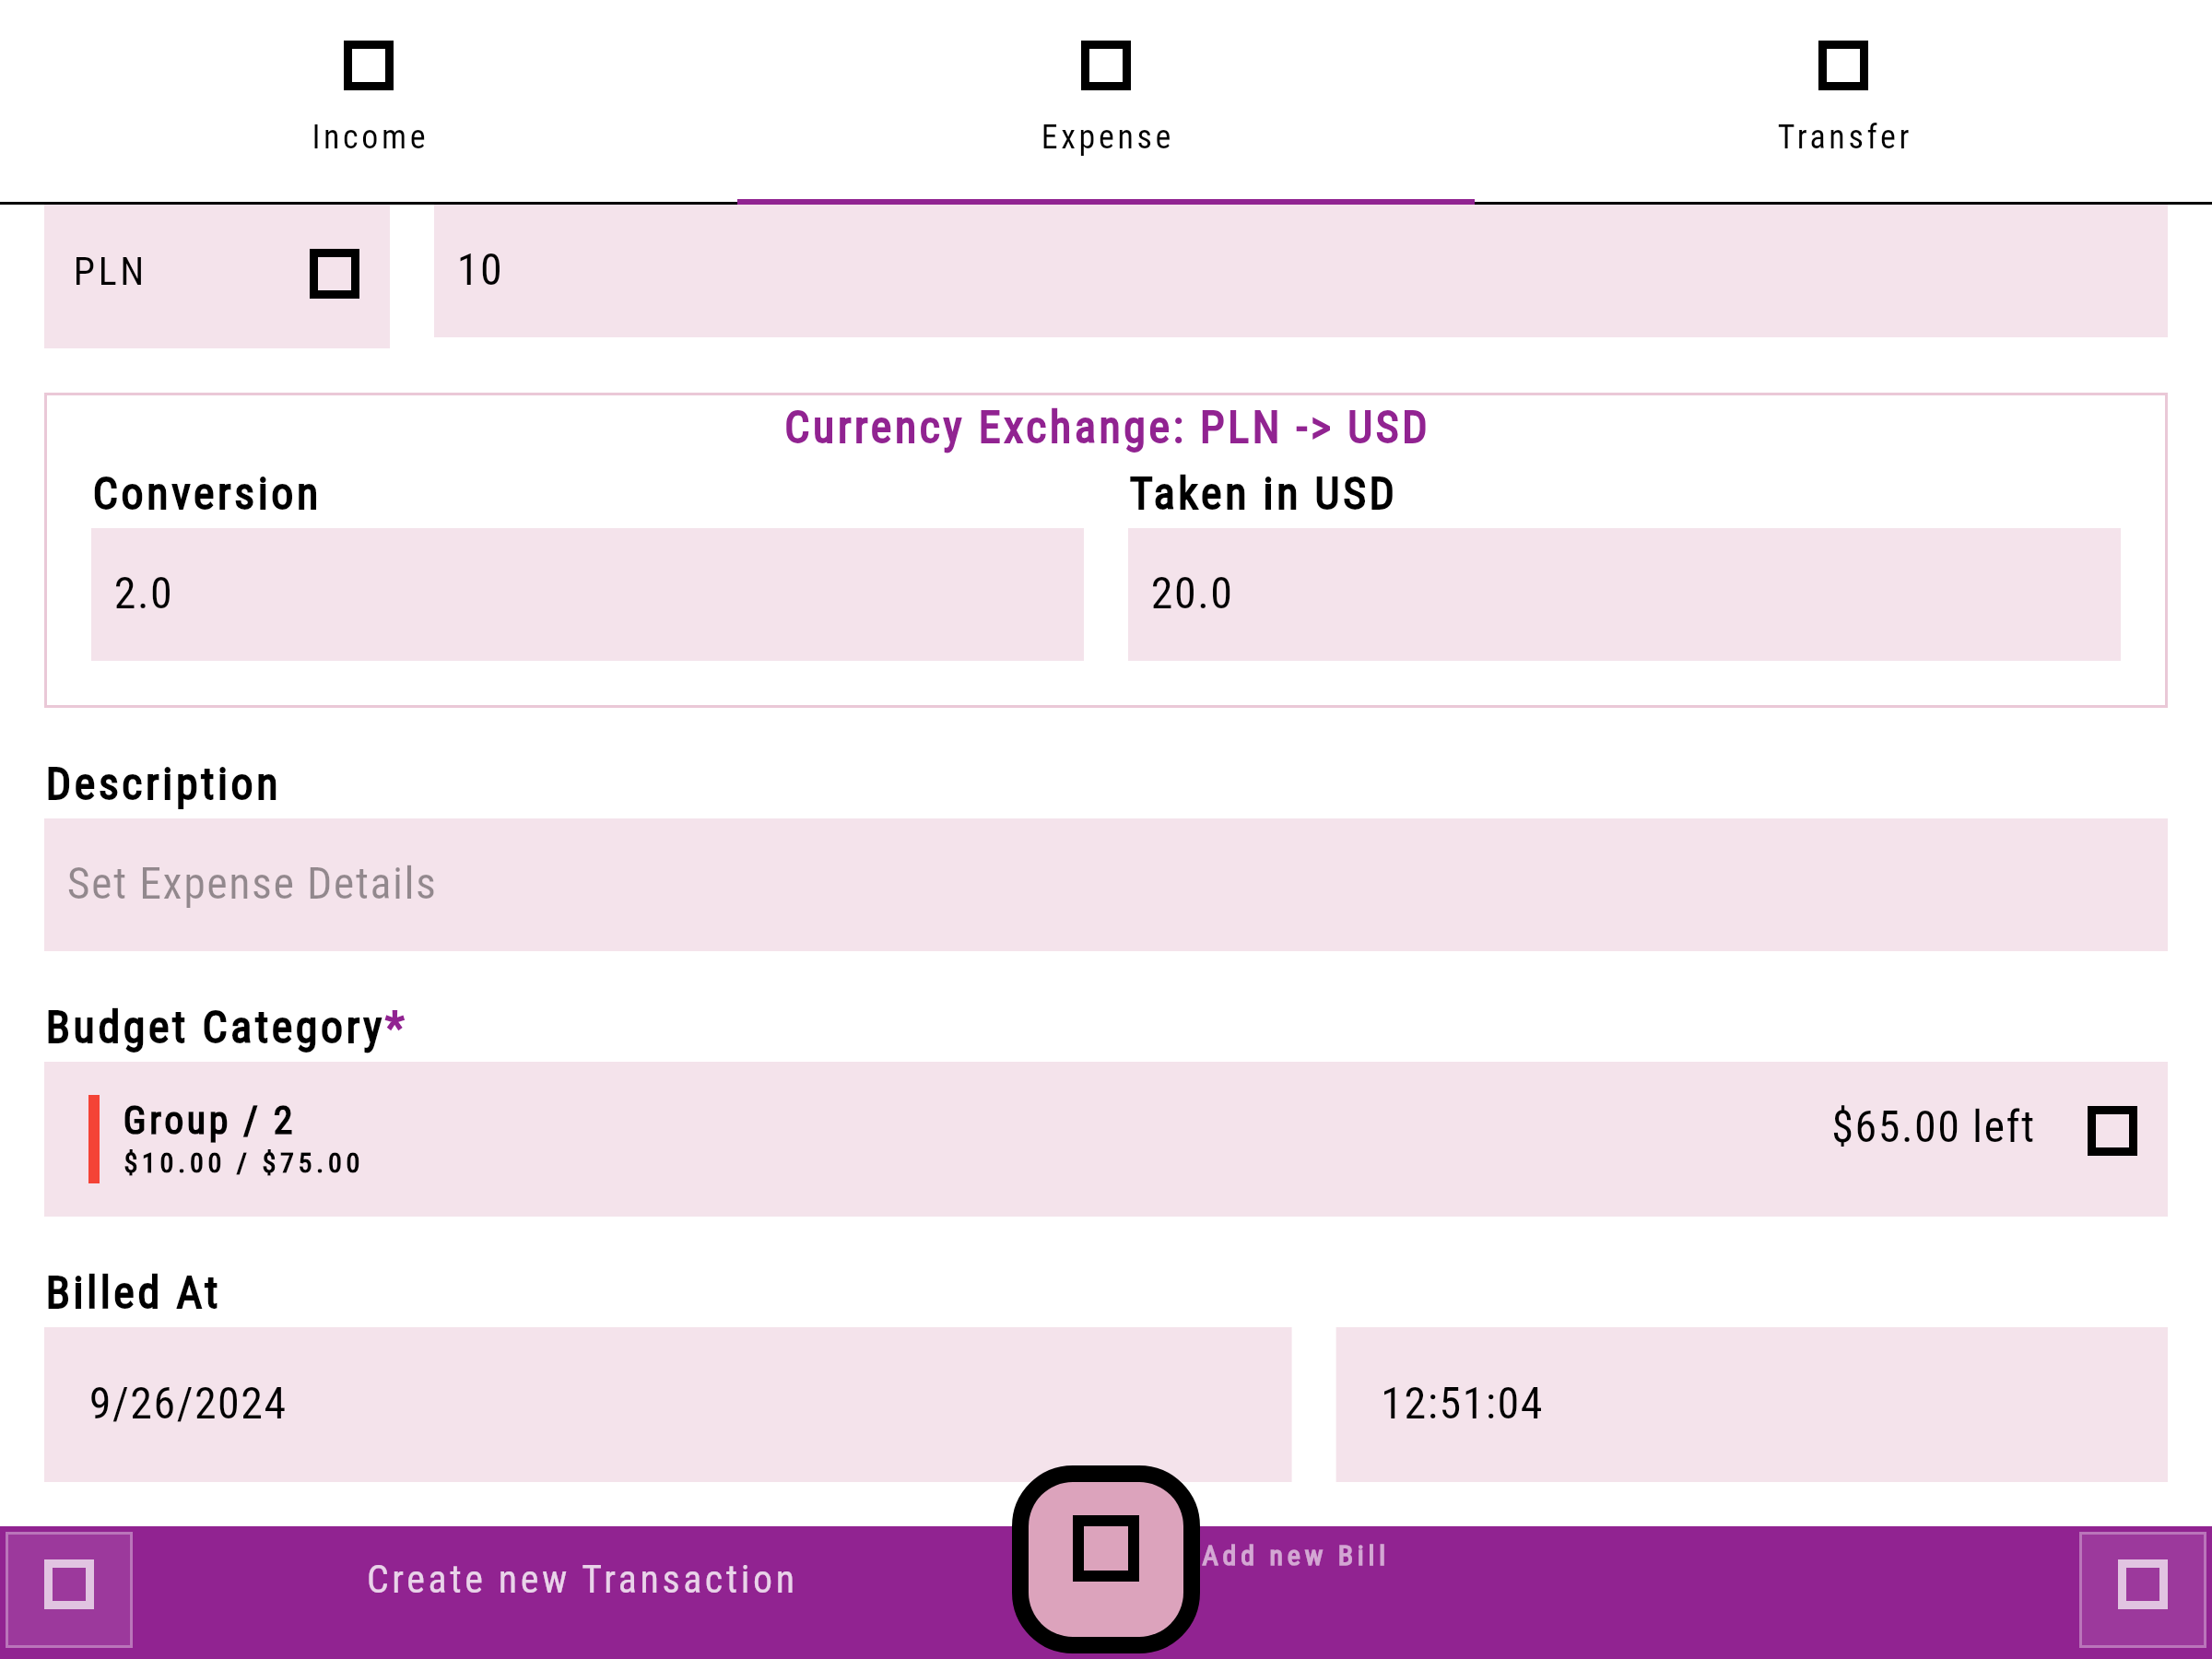 Income Expense Transfer
PLN 10
Currency Exchange: PLN -> USD
Conversion Taken in USD
2.0 20.0
Description
Set Expense Details
Budget Category*
Group / 2
$65.00 left
$10.00 / $75.00
Billed At
9/26/2024 12:51:04
Create new Transaction Add new Bill